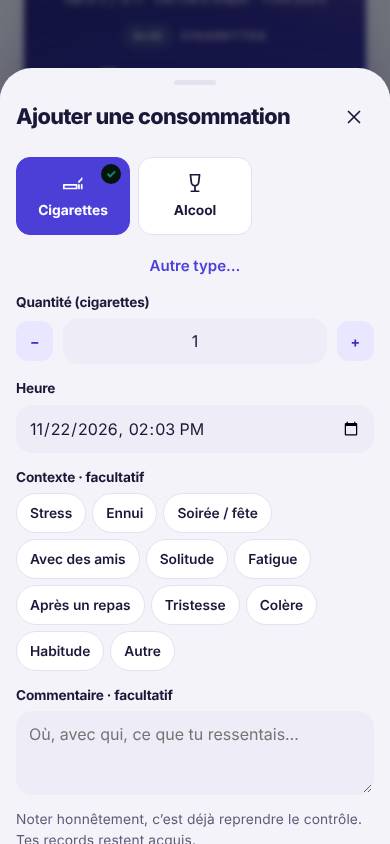 Ajouter une consommation
Cigarettes
Alcool
Autre type…
Quantité (cigarettes)
− 1 +
Heure
11/22/2026, 02:03 PM
Contexte · facultatif
Stress Ennui Soirée / fête
Avec des amis Solitude Fatigue
Après un repas Tristesse Colère
Habitude Autre
Commentaire · facultatif
Où, avec qui, ce que tu ressentais…
Noter honnêtement, c’est déjà reprendre le contrôle.
Tes records restent acquis.